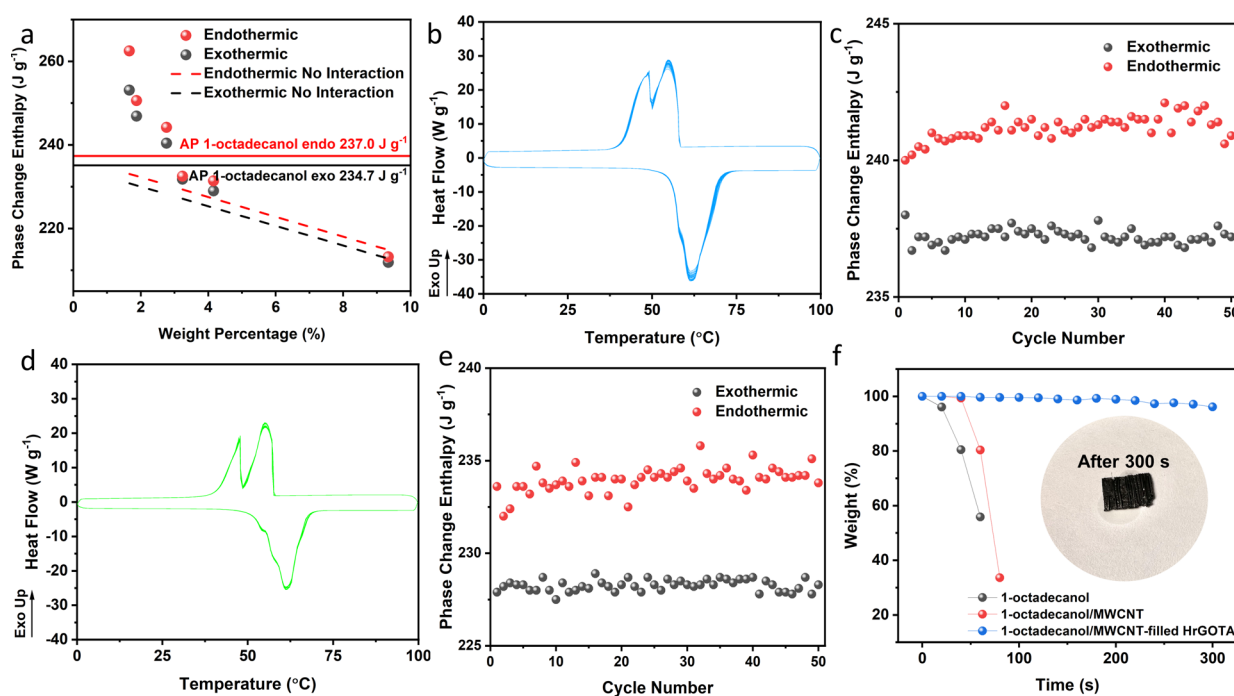 a
Endothermic
Exothermic
Endothermic No Interaction
Exothermic No Interaction
AP 1-octadecanol endo 237.0 J g⁻¹
AP 1-octadecanol exo 234.7 J g⁻¹
260
240
220
0 2 4 6 8 10
Phase Change Enthalpy (J g⁻¹)
Weight Percentage (%)
b
40
30
20
10
0
-10
-20
-30
-40
0 25 50 75 100
Heat Flow (W g⁻¹)
Exo Up
Temperature (°C)
c
Exothermic
Endothermic
245
240
235
0 10 20 30 40 50
Phase Change Enthalpy (J g⁻¹)
Cycle Number
d
40
30
20
10
0
-10
-20
-30
-40
0 25 50 75 100
Heat Flow (W g⁻¹)
Exo Up
Temperature (°C)
e
Exothermic
Endothermic
240
235
230
225
0 10 20 30 40 50
Phase Change Enthalpy (J g⁻¹)
Cycle Number
f
After 300 s
1-octadecanol
1-octadecanol/MWCNT
1-octadecanol/MWCNT-filled HrGOTA
100
80
60
40
20
0 100 200 300
Weight (%)
Time (s)